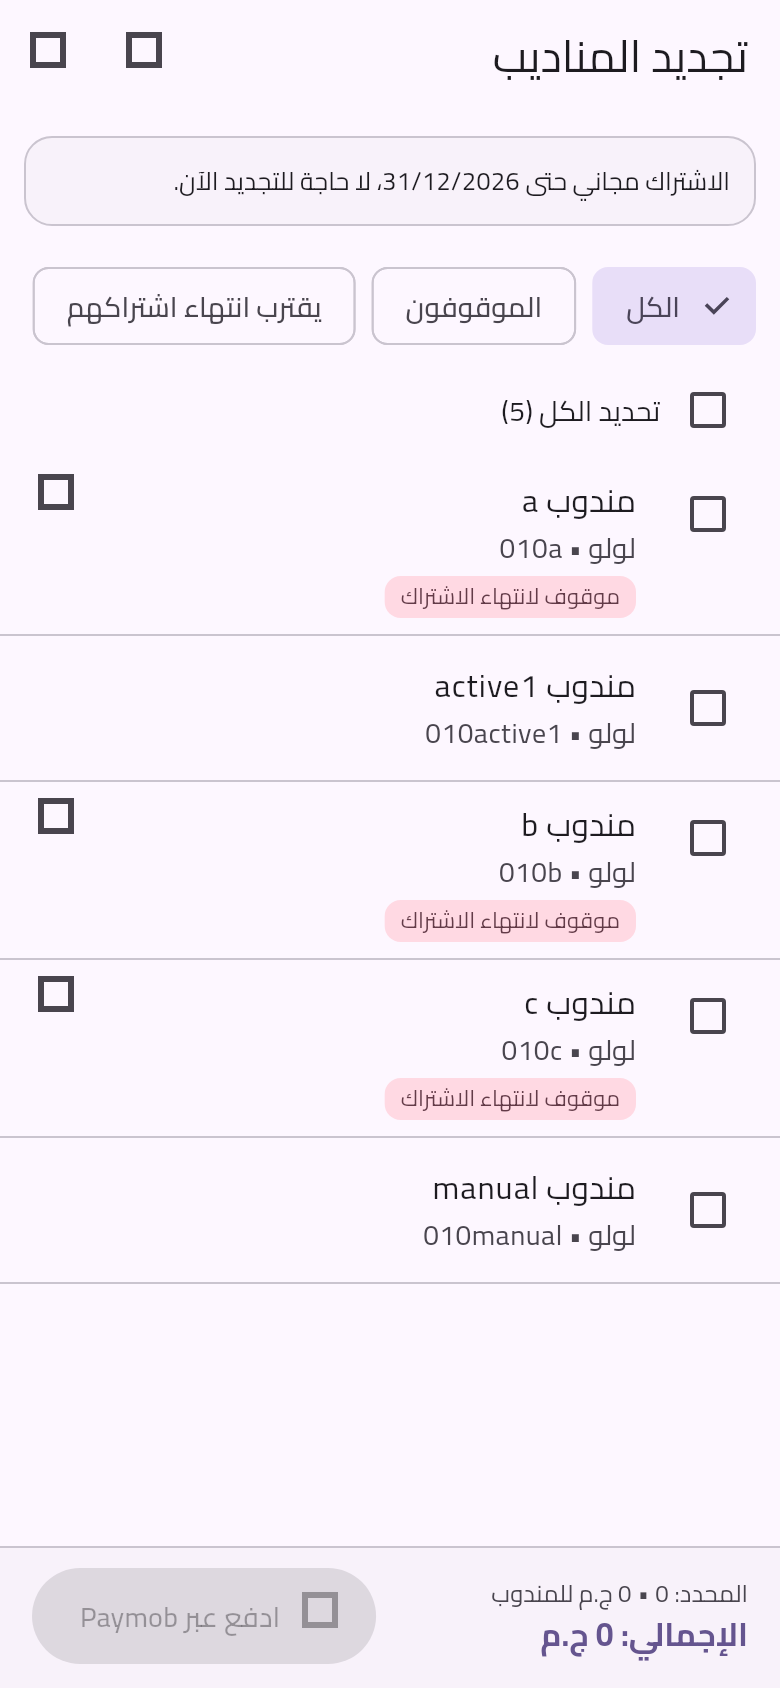 تجديد المناديب
الاشتراك مجاني حتى 31/12/2026، لا حاجة للتجديد الآن.
الكل
الموقوفون
يقترب انتهاء اشتراكهم
تحديد الكل (5)
مندوب a
لولو • 010a
موقوف لانتهاء الاشتراك
مندوب active1
لولو • 010active1
مندوب b
لولو • 010b
موقوف لانتهاء الاشتراك
مندوب c
لولو • 010c
موقوف لانتهاء الاشتراك
مندوب manual
لولو • 010manual
المحدد: 0 • 0 ج.م للمندوب
الإجمالي: 0 ج.م
ادفع عبر Paymob